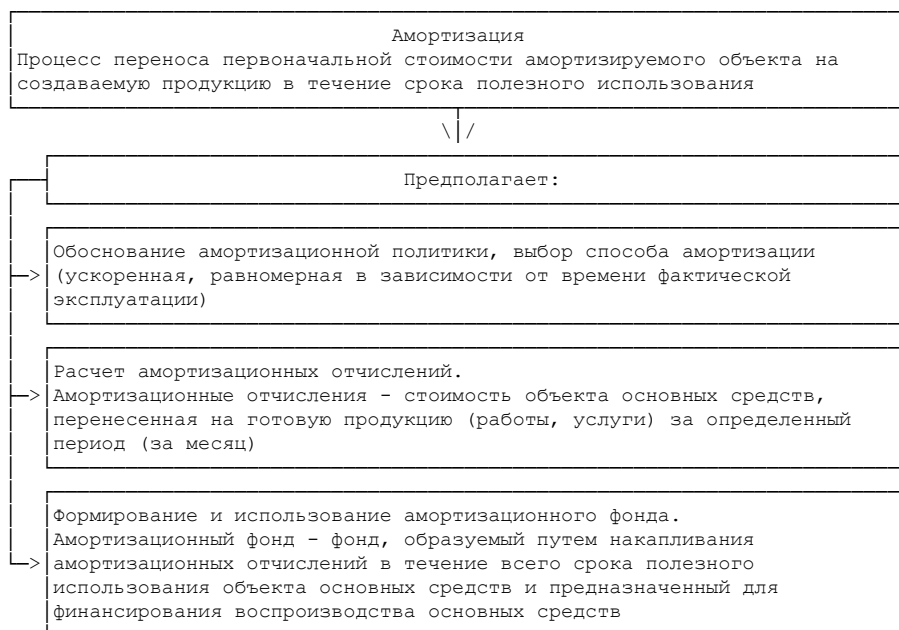 Амортизация
Процесс переноса первоначальной стоимости амортизируемого объекта на
создаваемую продукцию в течение срока полезного использования
Предполагает:
Обоснование амортизационной политики, выбор способа амортизации
(ускоренная, равномерная в зависимости от времени фактической
эксплуатации)
Расчет амортизационных отчислений.
Амортизационные отчисления - стоимость объекта основных средств,
перенесенная на готовую продукцию (работы, услуги) за определенный
период (за месяц)
Формирование и использование амортизационного фонда.
Амортизационный фонд - фонд, образуемый путем накапливания
амортизационных отчислений в течение всего срока полезного
использования объекта основных средств и предназначенный для
финансирования воспроизводства основных средств